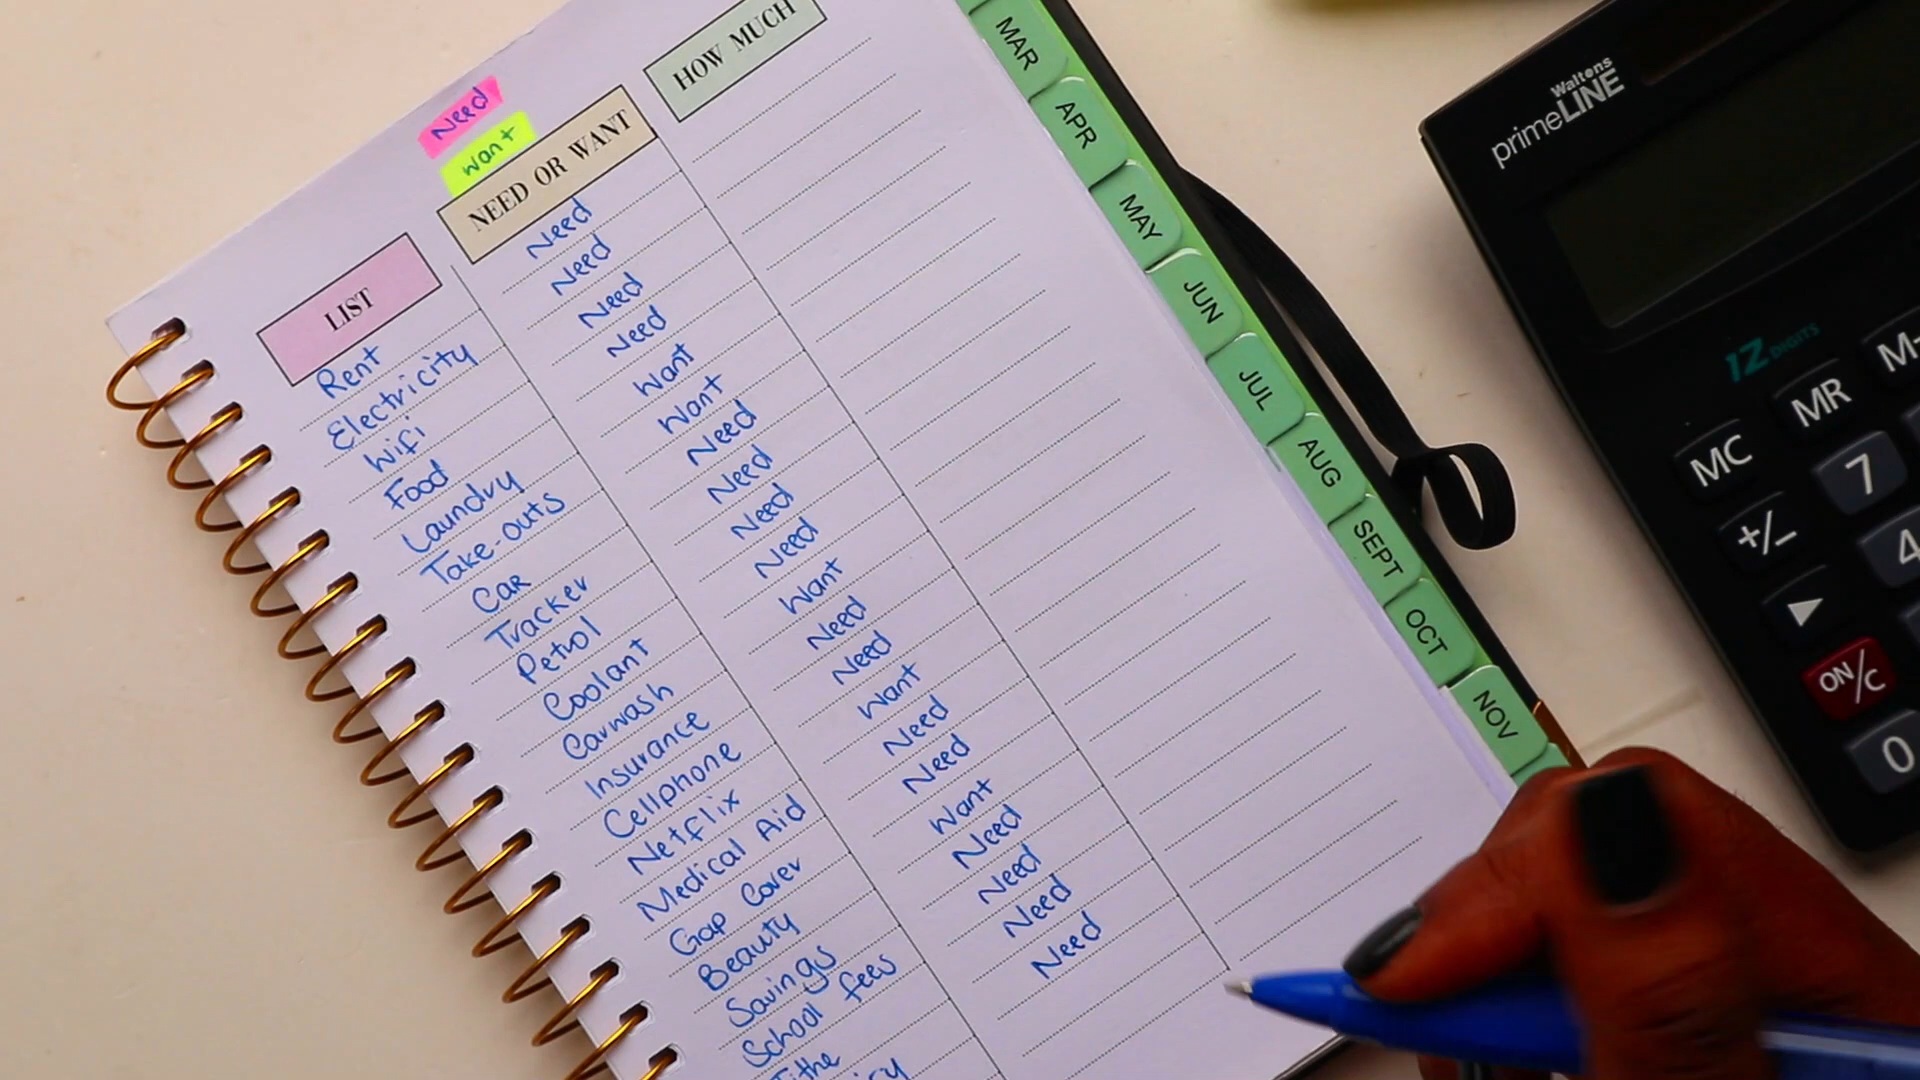 Need
Want
LIST NEED OR WANT HOW MUCH
Rent Need
Electricity Need
Wifi Need
Food Need
Laundry Want
Take-outs Want
Car Need
Tracker Need
Petrol Need
Coolant Need
Carwash Want
Insurance Need
Cellphone Need
Netflix Want
Medical Aid Need
Gap Cover Need
Beauty Want
Savings Need
School fees Need
Tithe Need
Need
MAR
APR
MAY
JUN
JUL
AUG
SEPT
OCT
NOV
Waltons
primeLINE
12 DIGITS
MC MR M-
+/- 7
▶ 4
ON/C
0